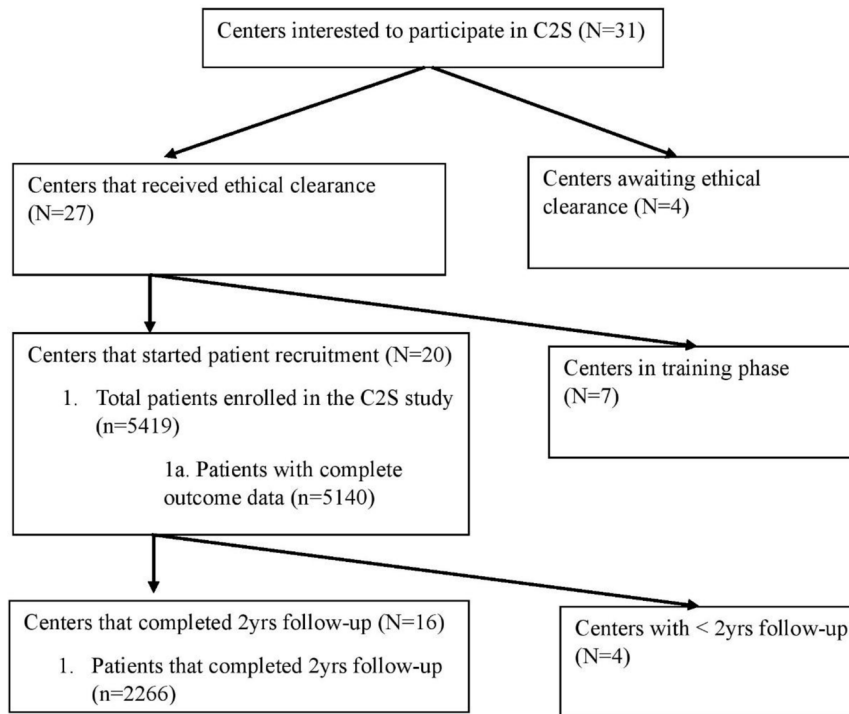 Centers interested to participate in C2S (N=31)
Centers that received ethical clearance
(N=27)
Centers awaiting ethical
clearance (N=4)
Centers that started patient recruitment (N=20)
1. Total patients enrolled in the C2S study
(n=5419)
1a. Patients with complete
outcome data (n=5140)
Centers in training phase
(N=7)
Centers that completed 2yrs follow-up (N=16)
1. Patients that completed 2yrs follow-up
(n=2266)
Centers with < 2yrs follow-up
(N=4)